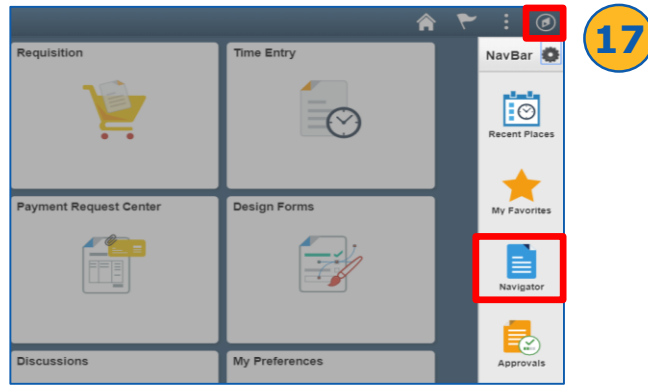 17
Requisition
Time Entry
NavBar
Recent Places
Payment Request Center
Design Forms
My Favorites
Navigator
Discussions
My Preferences
Approvals